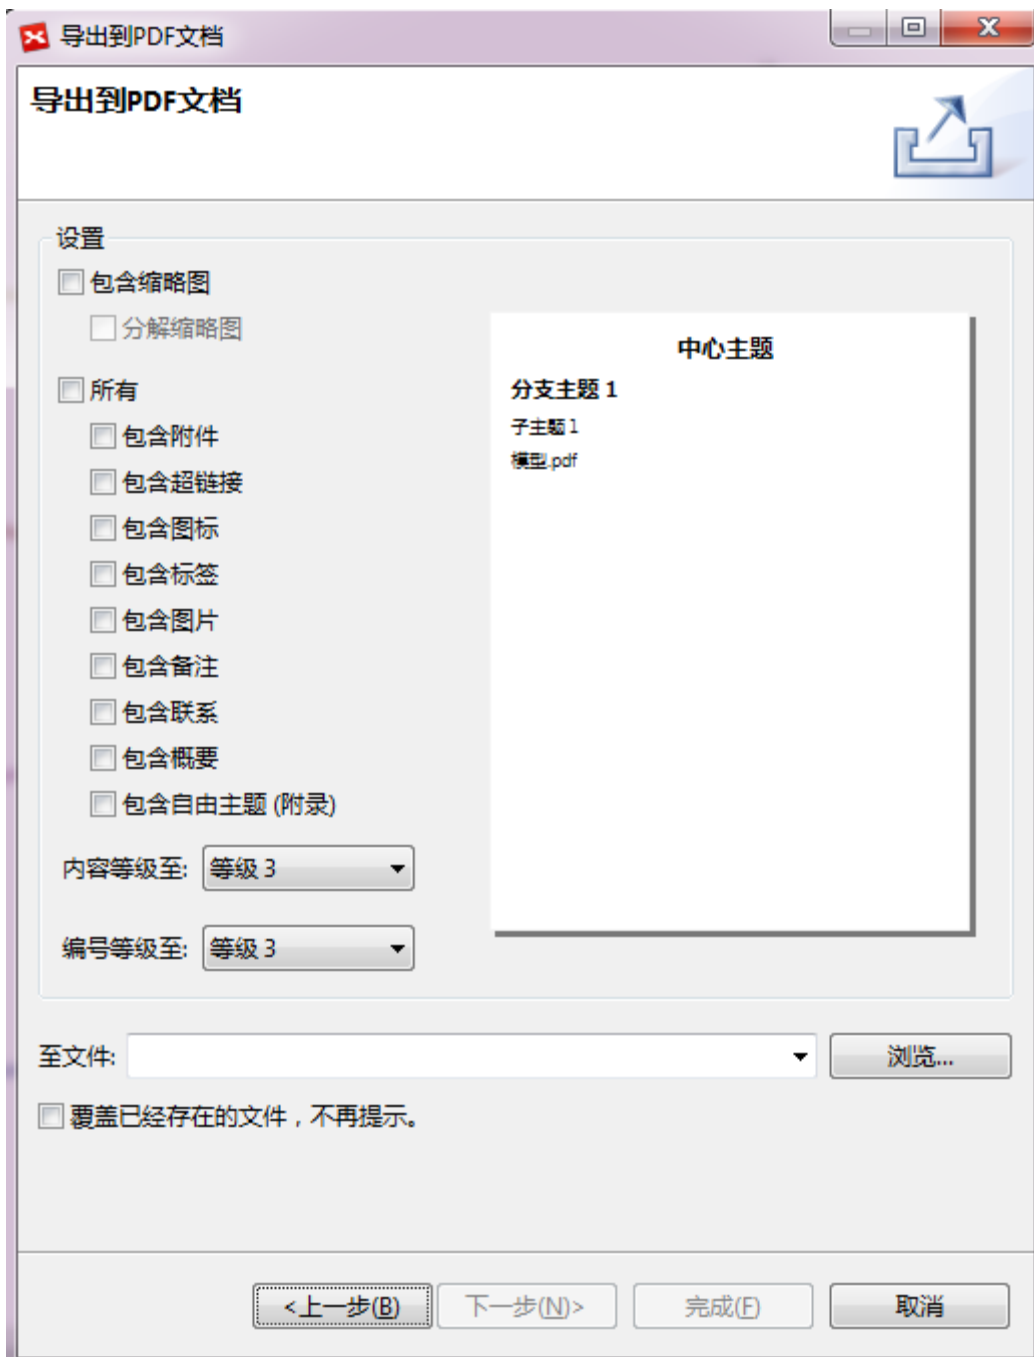 导出到PDF文档
导出到PDF文档
设置
包含缩略图
分解缩略图
所有
包含附件
包含超链接
包含图标
包含标签
包含图片
包含备注
包含联系
包含概要
包含自由主题 (附录)
内容等级至: 等级 3
编号等级至: 等级 3
中心主题
分支主题 1
子主题 1
模型.pdf
至文件:
浏览...
覆盖已经存在的文件，不再提示。
<上一步(B)
下一步(N)>
完成(F)
取消